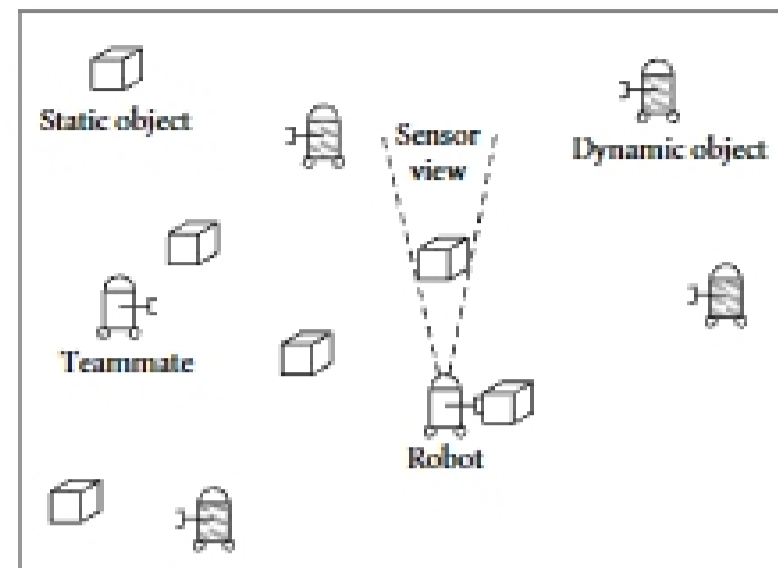 Static object
Sensor
view
Dynamic object
Teammate
Robot